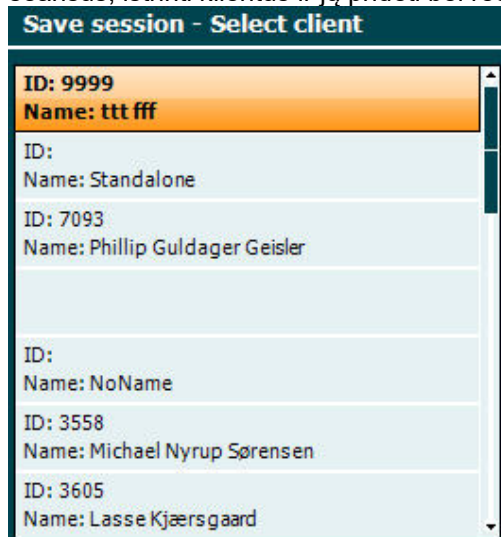 Save session - Select client
ID: 9999
Name: ttt fff
ID:
Name: Standalone
ID: 7093
Name: Phillip Guldager Geisler
ID:
Name: NoName
ID: 3558
Name: Michael Nyrup Sørensen
ID: 3605
Name: Lasse Kjærsgaard